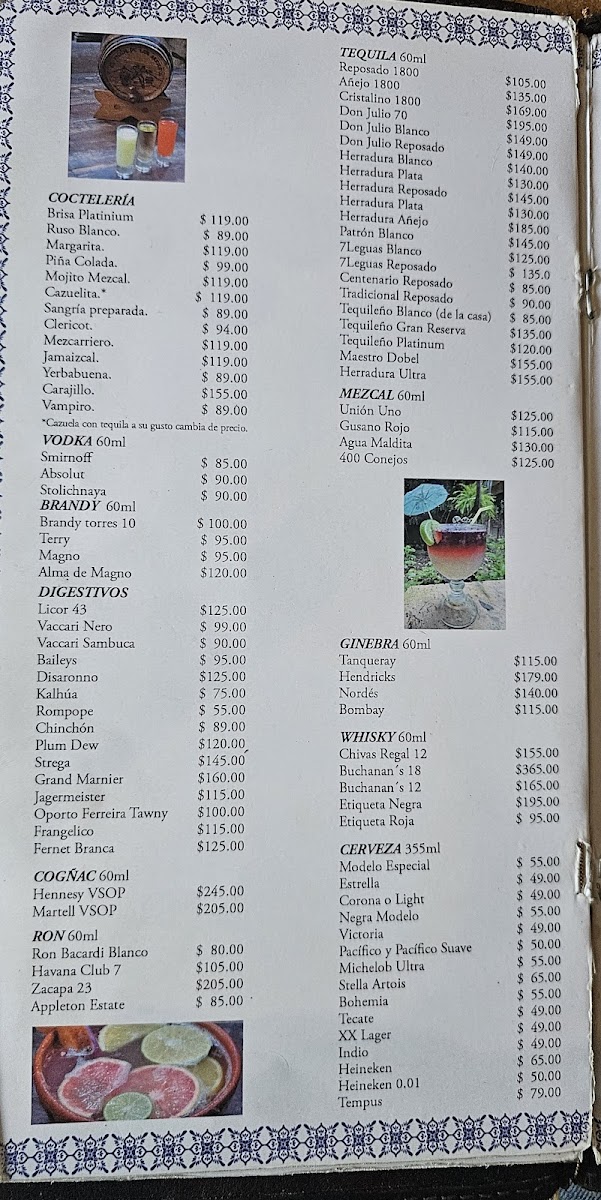 COCTELERÍA
Brisa Platinium $ 119.00
Ruso Blanco. $ 89.00
Margarita. $119.00
Piña Colada. $ 99.00
Mojito Mezcal. $119.00
Cazuelita.* $ 119.00
Sangría preparada. $ 89.00
Clericot. $ 94.00
Mezcarriero. $119.00
Jamaizcal. $119.00
Yerbabuena. $ 89.00
Carajillo. $155.00
Vampiro. $ 89.00
*Cazuela con tequila a su gusto cambia de precio.
VODKA 60ml
Smirnoff $ 85.00
Absolut $ 90.00
Stolichnaya $ 90.00
BRANDY 60ml
Brandy torres 10 $ 100.00
Terry $ 95.00
Magno $ 95.00
Alma de Magno $120.00
DIGESTIVOS
Licor 43 $125.00
Vaccari Nero $ 99.00
Vaccari Sambuca $ 90.00
Baileys $ 95.00
Disaronno $125.00
Kalhúa $ 75.00
Rompope $ 55.00
Chinchón $ 89.00
Plum Dew $120.00
Strega $145.00
Grand Marnier $160.00
Jagermeister $115.00
Oporto Ferreira Tawny $100.00
Frangelico $115.00
Fernet Branca $125.00
COGÑAC 60ml
Hennesy VSOP $245.00
Martell VSOP $205.00
RON 60ml
Ron Bacardi Blanco $ 80.00
Havana Club 7 $105.00
Zacapa 23 $205.00
Appleton Estate $ 85.00
TEQUILA 60ml
Reposado 1800 $105.00
Añejo 1800 $135.00
Cristalino 1800 $169.00
Don Julio 70 $195.00
Don Julio Blanco $149.00
Don Julio Reposado $149.00
Herradura Blanco $140.00
Herradura Plata $130.00
Herradura Reposado $145.00
Herradura Plata $130.00
Herradura Añejo $185.00
Patrón Blanco $145.00
7Leguas Blanco $125.00
7Leguas Reposado $ 135.0
Centenario Reposado $ 85.00
Tradicional Reposado $ 90.00
Tequileño Blanco (de la casa) $ 85.00
Tequileño Gran Reserva $135.00
Tequileño Platinum $120.00
Maestro Dobel $155.00
Herradura Ultra $155.00
MEZCAL 60ml
Unión Uno $125.00
Gusano Rojo $115.00
Agua Maldita $130.00
400 Conejos $125.00
GINEBRA 60ml
Tanqueray $115.00
Hendricks $179.00
Nordés $140.00
Bombay $115.00
WHISKY 60ml
Chivas Regal 12 $155.00
Buchanan´s 18 $365.00
Buchanan´s 12 $165.00
Etiqueta Negra $195.00
Etiqueta Roja $ 95.00
CERVEZA 355ml
Modelo Especial $ 55.00
Estrella $ 49.00
Corona o Light $ 49.00
Negra Modelo $ 55.00
Victoria $ 49.00
Pacífico y Pacífico Suave $ 50.00
Michelob Ultra $ 55.00
Stella Artois $ 65.00
Bohemia $ 55.00
Tecate $ 49.00
XX Lager $ 49.00
Indio $ 49.00
Heineken $ 65.00
Heineken 0.01 $ 50.00
Tempus $ 79.00